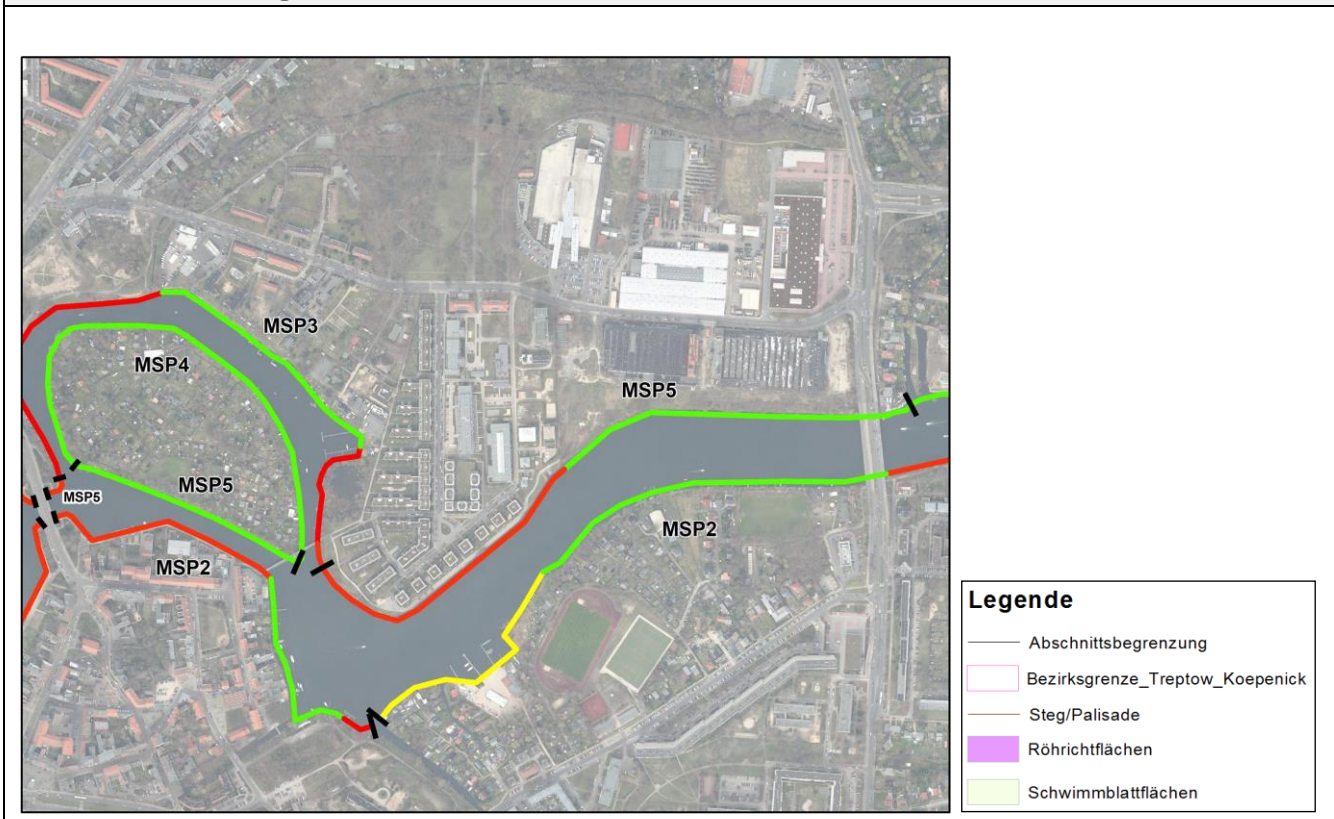 MSP3
MSP4
MSP5
MSP5
MSP5
MSP2
MSP2
Legende
Abschnittsbegrenzung
Bezirksgrenze_Treptow_Koepenick
Steg/Palisade
Röhrichtflächen
Schwimmblattflächen